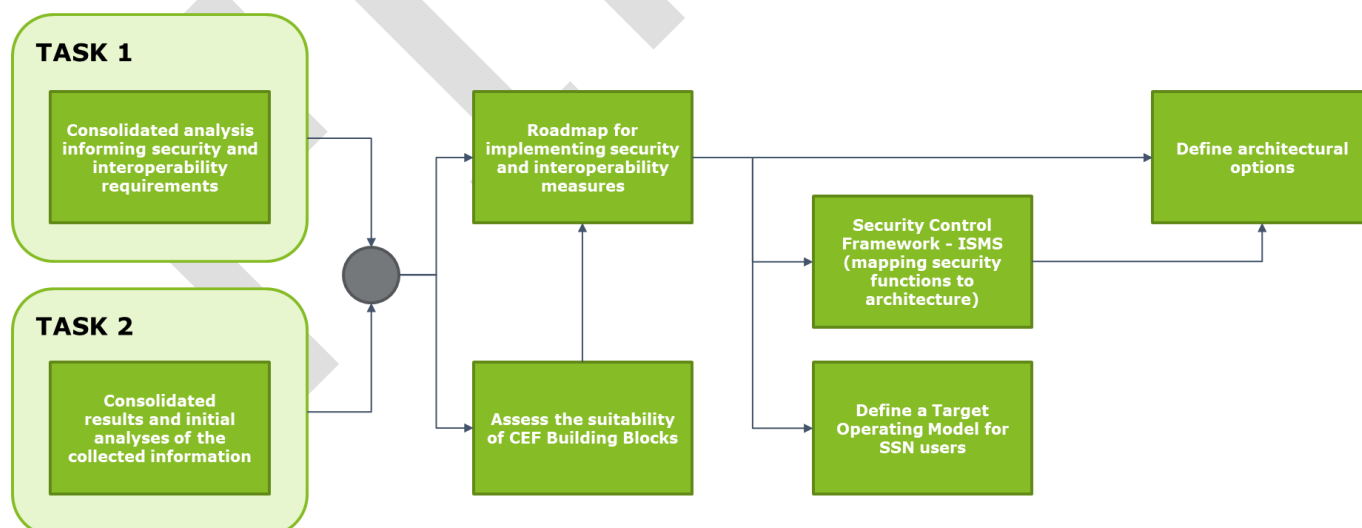 TASK 1
Consolidated analysis
informing security and
interoperability
requirements
TASK 2
Consolidated
results and initial
analyses of the
collected information
Roadmap for
implementing security
and interoperability
measures
Assess the suitability
of CEF Building Blocks
Security Control
Framework - ISMS
(mapping security
functions to
architecture)
Define a Target
Operating Model for
SSN users
Define architectural
options